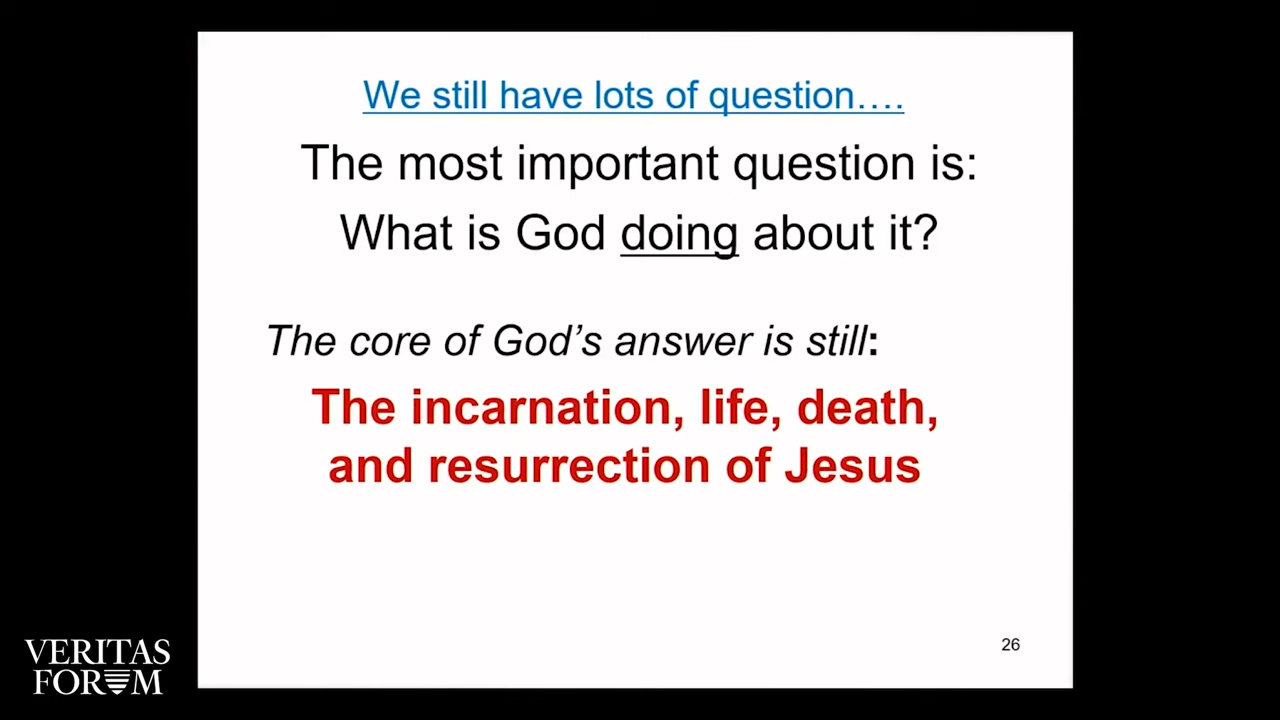 We still have lots of question….
The most important question is:
What is God doing about it?
The core of God’s answer is still:
The incarnation, life, death,
and resurrection of Jesus
26
VERITAS
FORUM